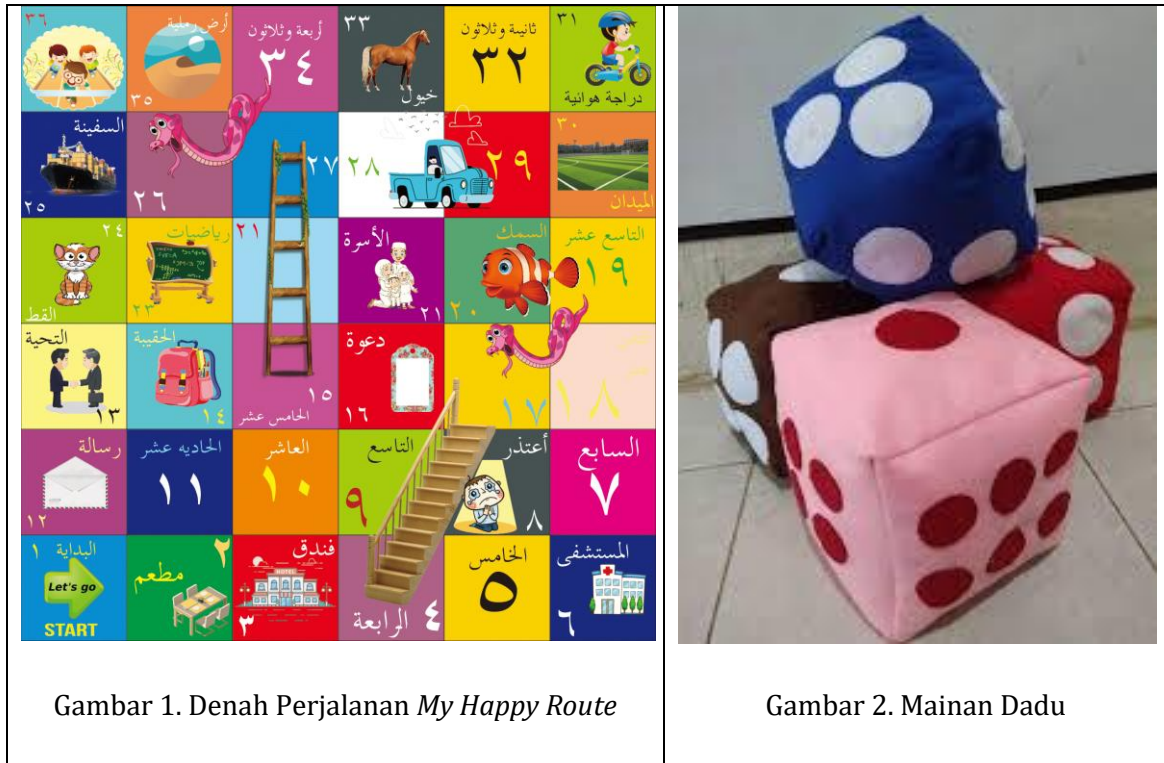 ٣١
دراجة هوائية
ثانية وثلاثون
٣٢
٣٣
خيول
أربعة وثلاثون
٣٤
أرض رملية
٣٥
٣٦
٣٠
الميدان
٢٩
٢٨
٢٧
٢٦
السفينة
٢٥
التاسع عشر
١٩
السمك
٢٠
الأسرة
٢١
٢١
رياضيات
٢٣
٢٤
القط
١٨
١٧
دعوة
١٦
١٥
الخامس عشر
الحقيبة
١٤
التحية
١٣
السابع
٧
أعتذر
٨
التاسع
٩
العاشر
١٠
الحاديه عشر
١١
رسالة
١٢
المستشفى
٦
الخامس
٥
الرابعة ٤
فندق
HOTEL
٣
٢
مطعم
البداية ١
Let's go
START
Gambar 1. Denah Perjalanan My Happy Route
Gambar 2. Mainan Dadu